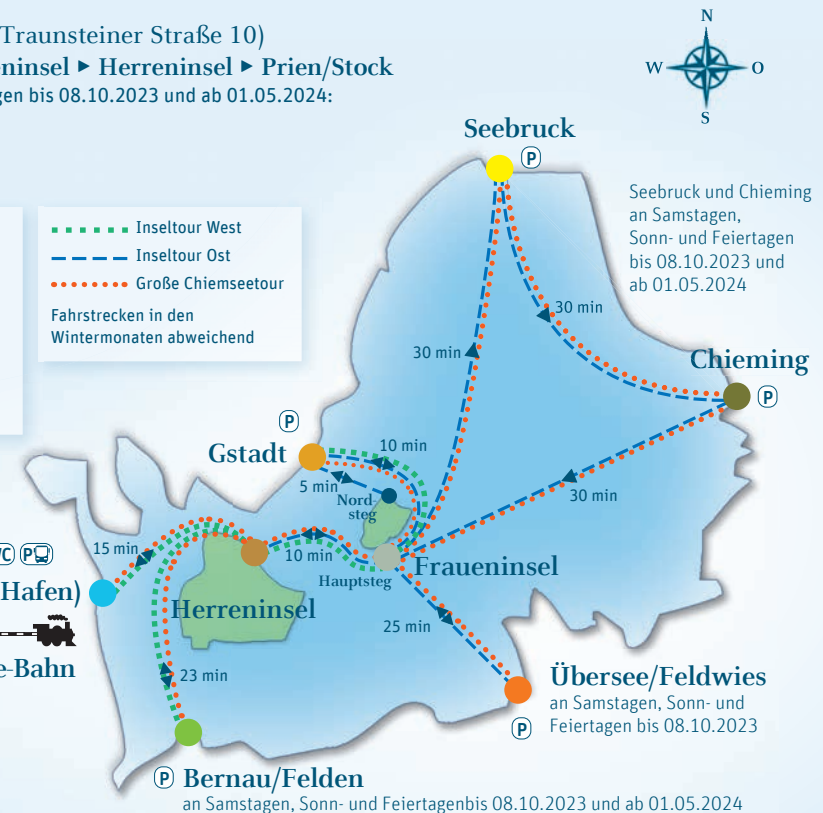 Traunsteiner Straße 10)
eninsel ▸ Herreninsel ▸ Prien/Stock
gen bis 08.10.2023 und ab 01.05.2024:
N
W
O
S
Seebruck
P
Seebruck und Chieming
an Samstagen,
Sonn- und Feiertagen
bis 08.10.2023 und
ab 01.05.2024
Inseltour West
Inseltour Ost
Große Chiemseetour
Fahrstrecken in den
Wintermonaten abweichend
30 min
30 min
Chieming
P
P
Gstadt
10 min
5 min
Nord-
steg
30 min
C P
15 min
10 min
Hauptsteg
Fraueninsel
Hafen)
Herreninsel
25 min
e-Bahn
23 min
Übersee/Feldwies
an Samstagen, Sonn- und
Feiertagen bis 08.10.2023
P
P Bernau/Felden
an Samstagen, Sonn- und Feiertagenbis 08.10.2023 und ab 01.05.2024